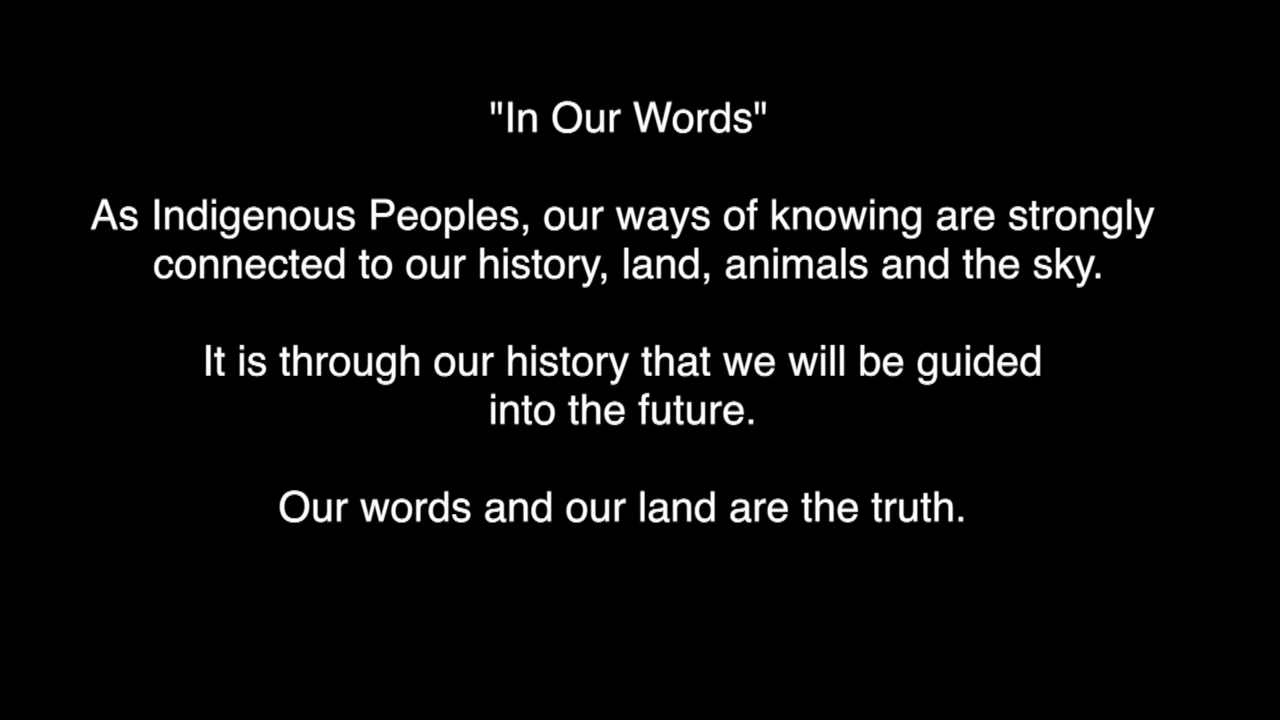 "In Our Words"
As Indigenous Peoples, our ways of knowing are strongly
connected to our history, land, animals and the sky.
It is through our history that we will be guided
into the future.
Our words and our land are the truth.